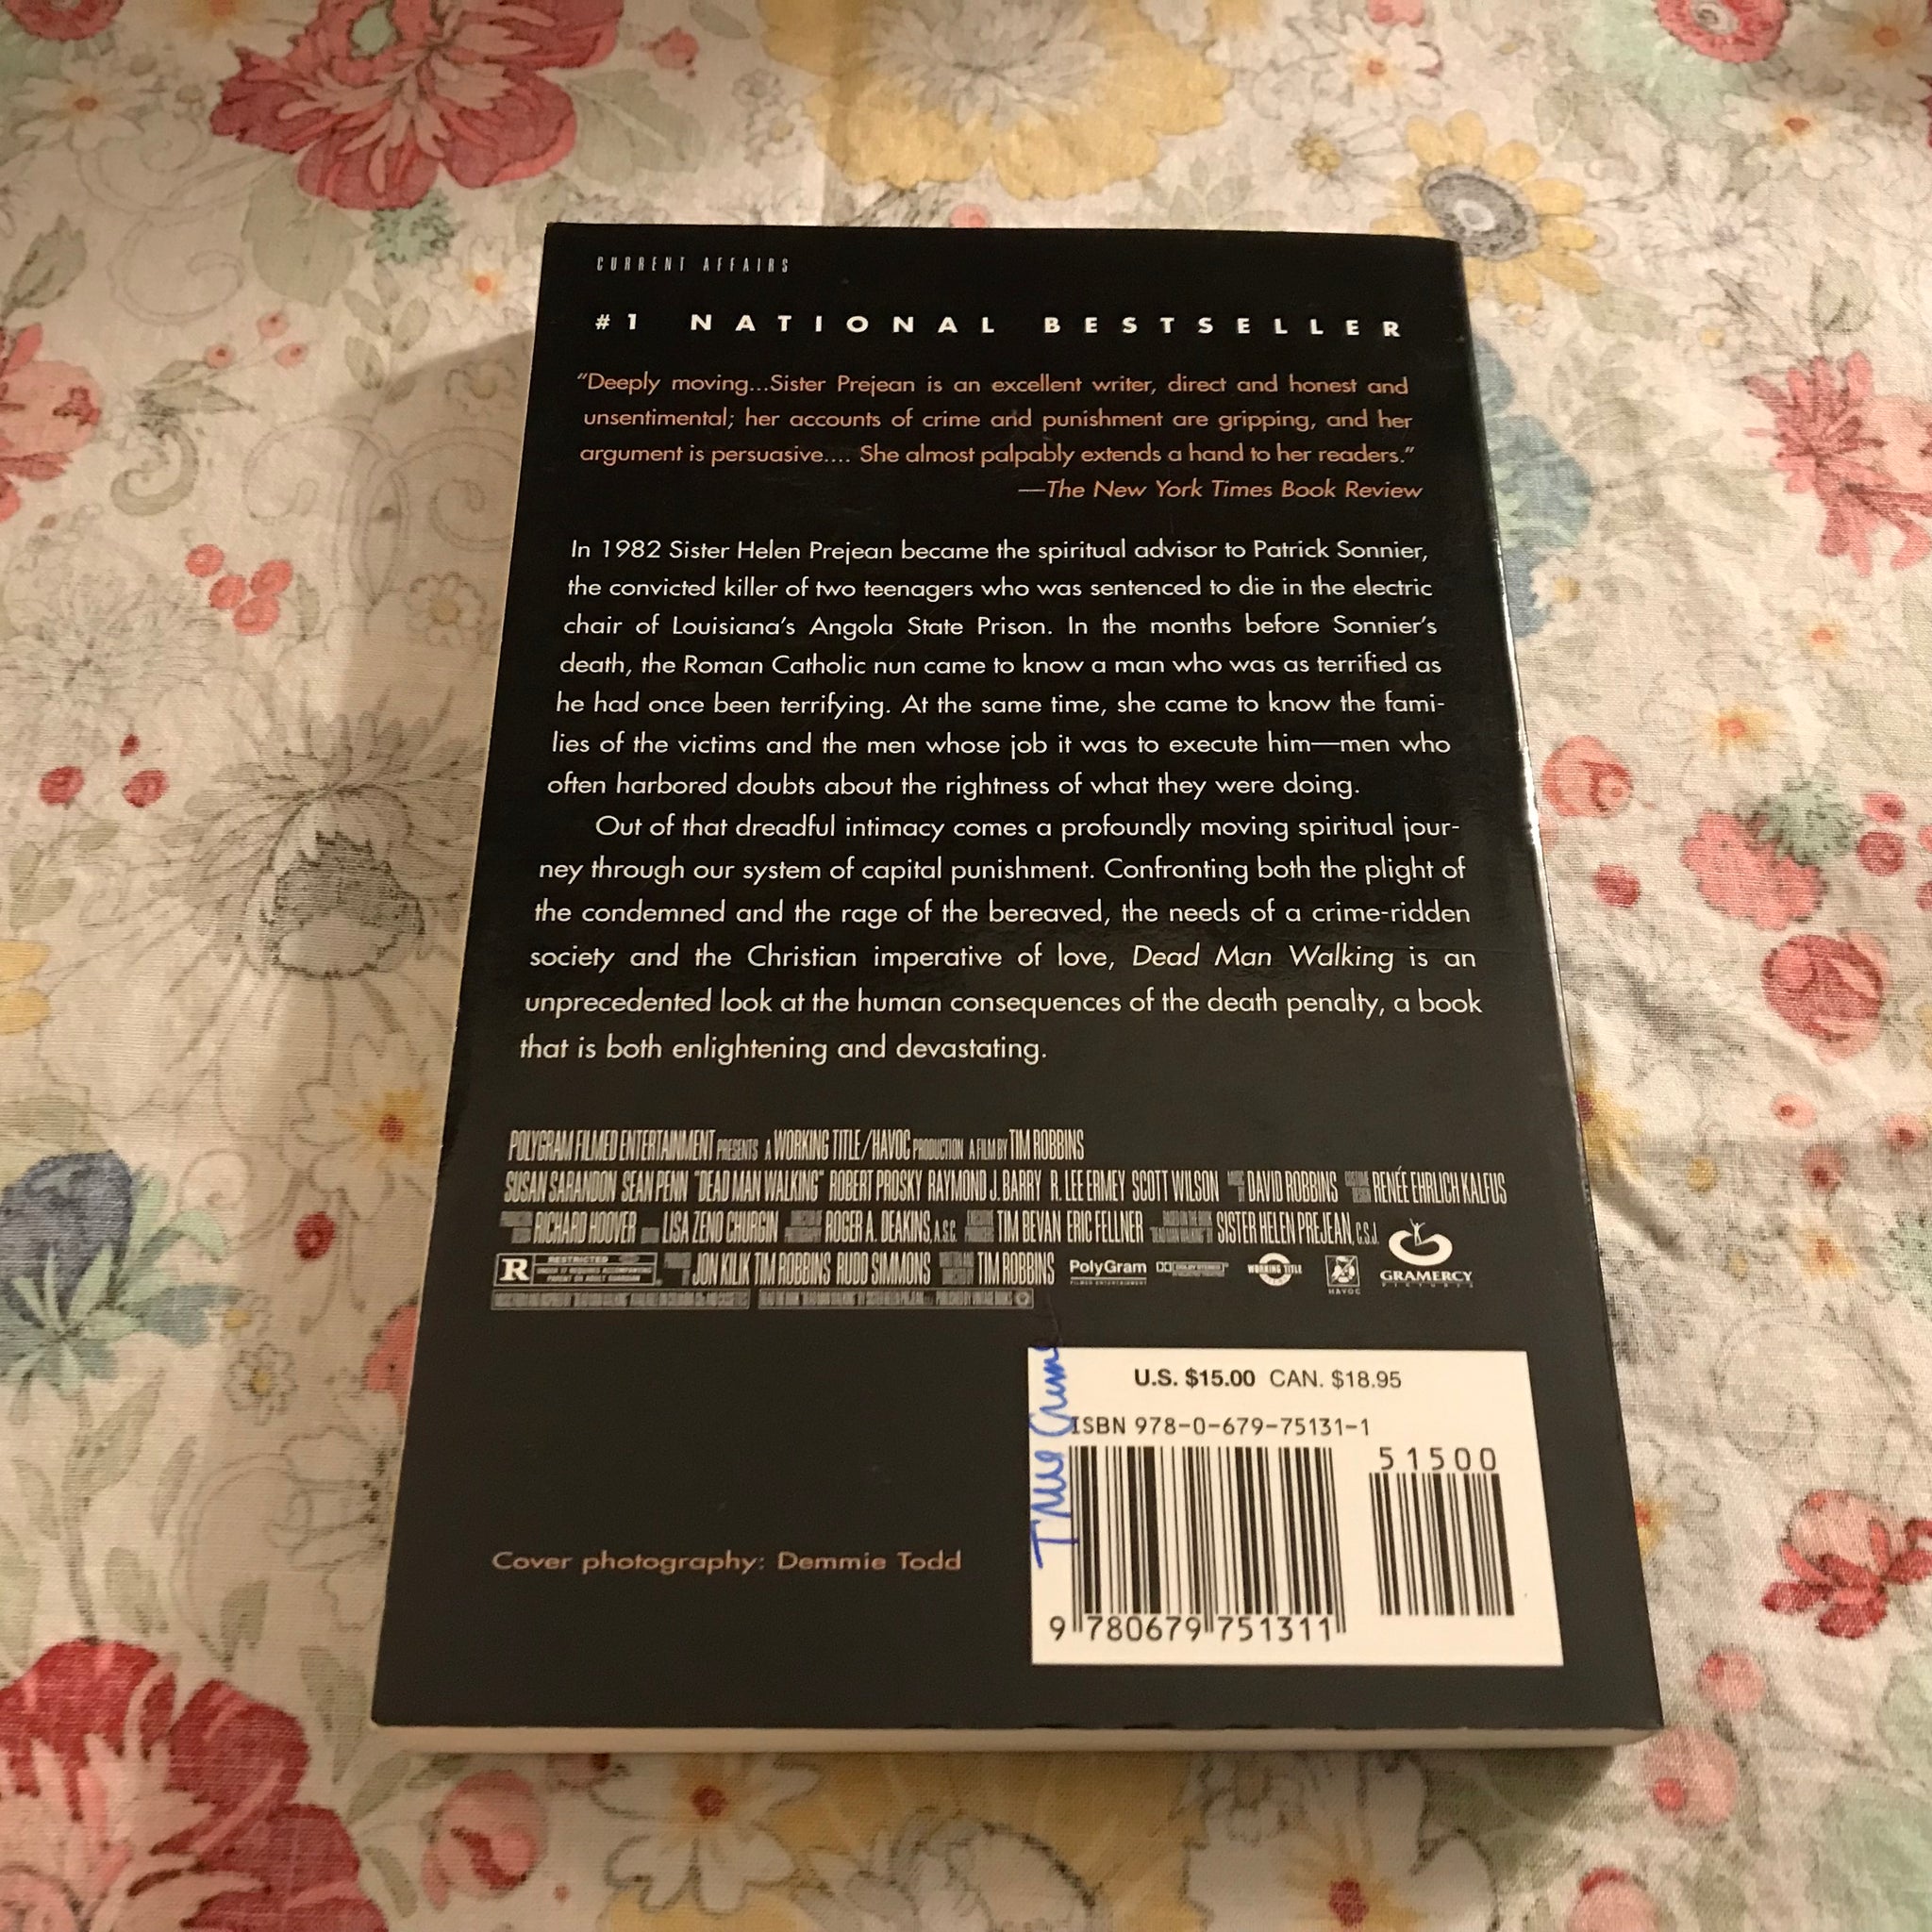 CURRENT AFFAIRS
#1 NATIONAL BESTSELLER
“Deeply moving...Sister Prejean is an excellent writer, direct and honest and
unsentimental; her accounts of crime and punishment are gripping, and her
argument is persuasive.... She almost palpably extends a hand to her readers.”
—The New York Times Book Review
In 1982 Sister Helen Prejean became the spiritual advisor to Patrick Sonnier,
the convicted killer of two teenagers who was sentenced to die in the electric
chair of Louisiana’s Angola State Prison. In the months before Sonnier’s
death, the Roman Catholic nun came to know a man who was as terrified as
he had once been terrifying. At the same time, she came to know the fami-
lies of the victims and the men whose job it was to execute him—men who
often harbored doubts about the rightness of what they were doing.
Out of that dreadful intimacy comes a profoundly moving spiritual jour-
ney through our system of capital punishment. Confronting both the plight of
the condemned and the rage of the bereaved, the needs of a crime-ridden
society and the Christian imperative of love, Dead Man Walking is an
unprecedented look at the human consequences of the death penalty, a book
that is both enlightening and devastating.
POLYGRAM FILMED ENTERTAINMENT PRESENTS A WORKING TITLE/HAVOC PRODUCTION A FILM BY TIM ROBBINS
SUSAN SARANDON SEAN PENN "DEAD MAN WALKING" ROBERT PROSKY RAYMOND J. BARRY R. LEE ERMEY SCOTT WILSON DAVID ROBBINS RENÉE EHRLICH KALFUS
RICHARD HOOVER LISA ZENO CHURGIN ROGER A. DEAKINS, A.S.C. TIM BEVAN ERIC FELLNER SISTER HELEN PREJEAN, C.S.J.
R RESTRICTED JON KILIK TIM ROBBINS RUDD SIMMONS TIM ROBBINS PolyGram WORKING TITLE HAVOC GRAMERCY
U.S. $15.00 CAN. $18.95
ISBN 978-0-679-75131-1
51500
True Crime
9 780679 751311
Cover photography: Demmie Todd